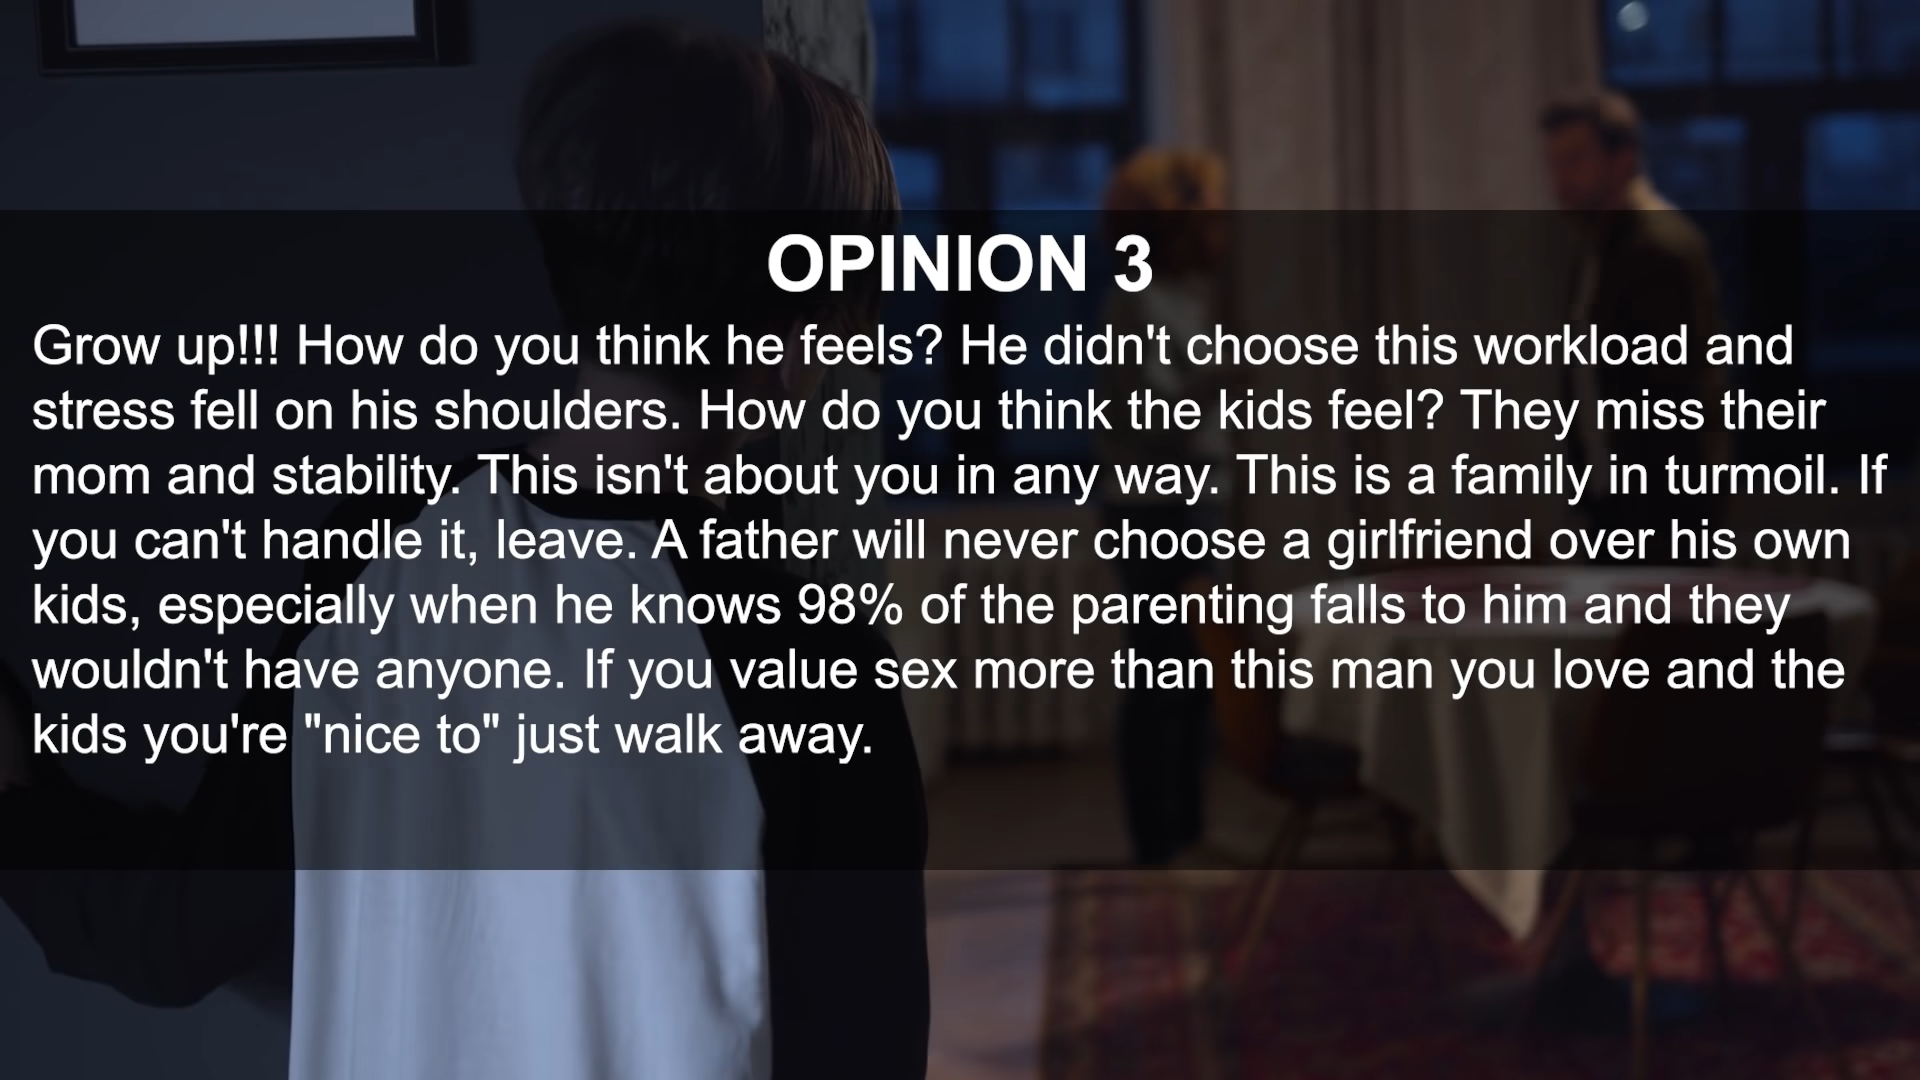 OPINION 3
Grow up!!! How do you think he feels? He didn't choose this workload and
stress fell on his shoulders. How do you think the kids feel? They miss their
mom and stability. This isn't about you in any way. This is a family in turmoil. If
you can't handle it, leave. A father will never choose a girlfriend over his own
kids, especially when he knows 98% of the parenting falls to him and they
wouldn't have anyone. If you value sex more than this man you love and the
kids you're "nice to" just walk away.